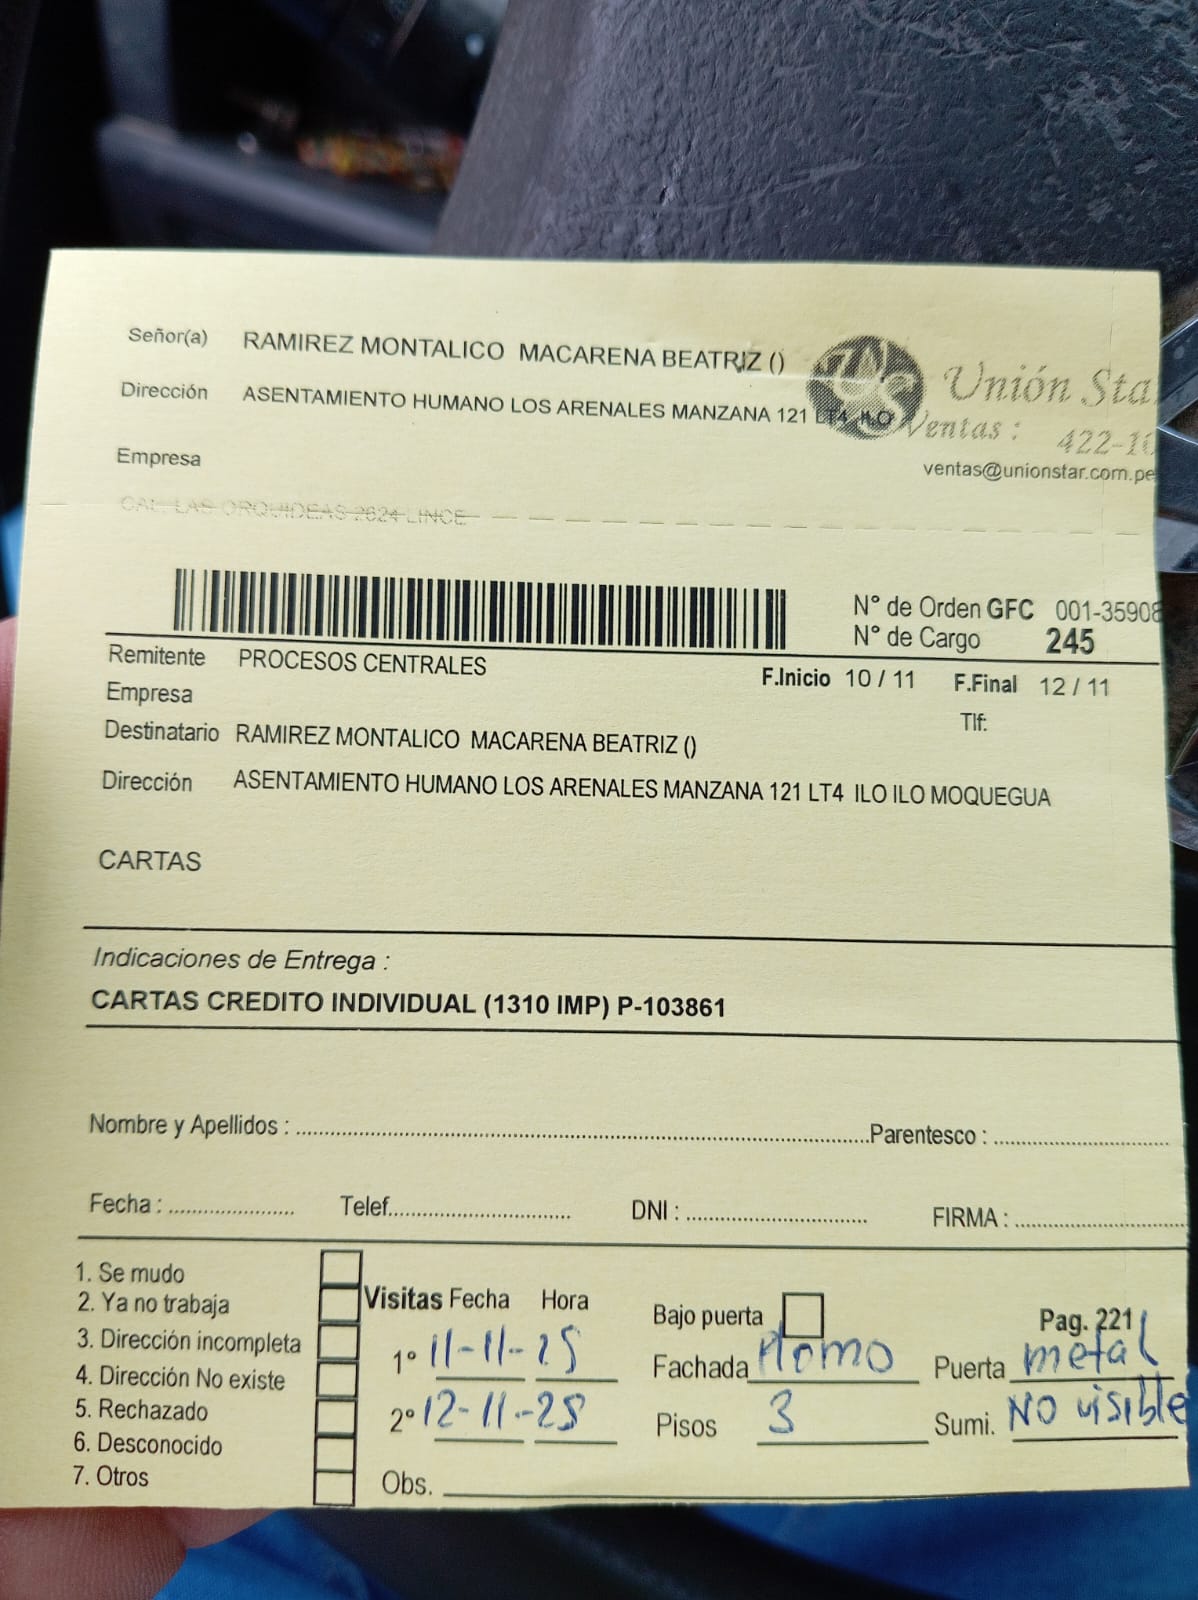 Señor(a) RAMIREZ MONTALICO MACARENA BEATRIZ ()
Dirección ASENTAMIENTO HUMANO LOS ARENALES MANZANA 121 LT4 ILO
Unión Sta
Ventas : 422-10
ventas@unionstar.com.pe
Empresa
CAL. LAS ORQUIDEAS 2624 LINCE
N° de Orden GFC 001-35908
N° de Cargo 245
Remitente PROCESOS CENTRALES
F.Inicio 10 / 11 F.Final 12 / 11
Empresa
Tlf:
Destinatario RAMIREZ MONTALICO MACARENA BEATRIZ ()
Dirección ASENTAMIENTO HUMANO LOS ARENALES MANZANA 121 LT4 ILO ILO MOQUEGUA
CARTAS
Indicaciones de Entrega :
CARTAS CREDITO INDIVIDUAL (1310 IMP) P-103861
Nombre y Apellidos : Parentesco :
Fecha : Telef. DNI : FIRMA :
1. Se mudo
2. Ya no trabaja
3. Dirección incompleta
4. Dirección No existe
5. Rechazado
6. Desconocido
7. Otros
Visitas Fecha Hora
1° 11-11-25
2° 12-11-25
Obs.
Bajo puerta Pag. 221
Fachada Plomo Puerta metal
Pisos 3 Sumi. NO visible